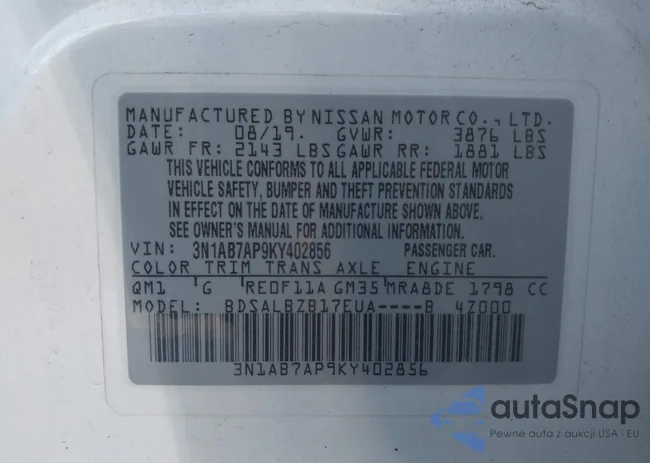 MANUFACTURED BY NISSAN MOTOR CO., LTD.
DATE: 08/19. GVWR: 3876 LBS
GAWR FR: 2143 LBS GAWR RR: 1881 LBS
THIS VEHICLE CONFORMS TO ALL APPLICABLE FEDERAL MOTOR
VEHICLE SAFETY, BUMPER AND THEFT PREVENTION STANDARDS
IN EFFECT ON THE DATE OF MANUFACTURE SHOWN ABOVE.
SEE OWNER'S MANUAL FOR ADDITIONAL INFORMATION.
VIN: 3N1AB7AP9KY402856 PASSENGER CAR.
COLOR TRIM TRANS AXLE ENGINE
QM1 G RE0F11A GM35 MRA8DE 1798 CC
MODEL: BDSALBZB17EUA----B 4Z000
3N1AB7AP9KY402856
autaSnap
Pewne auta z aukcji USA i EU